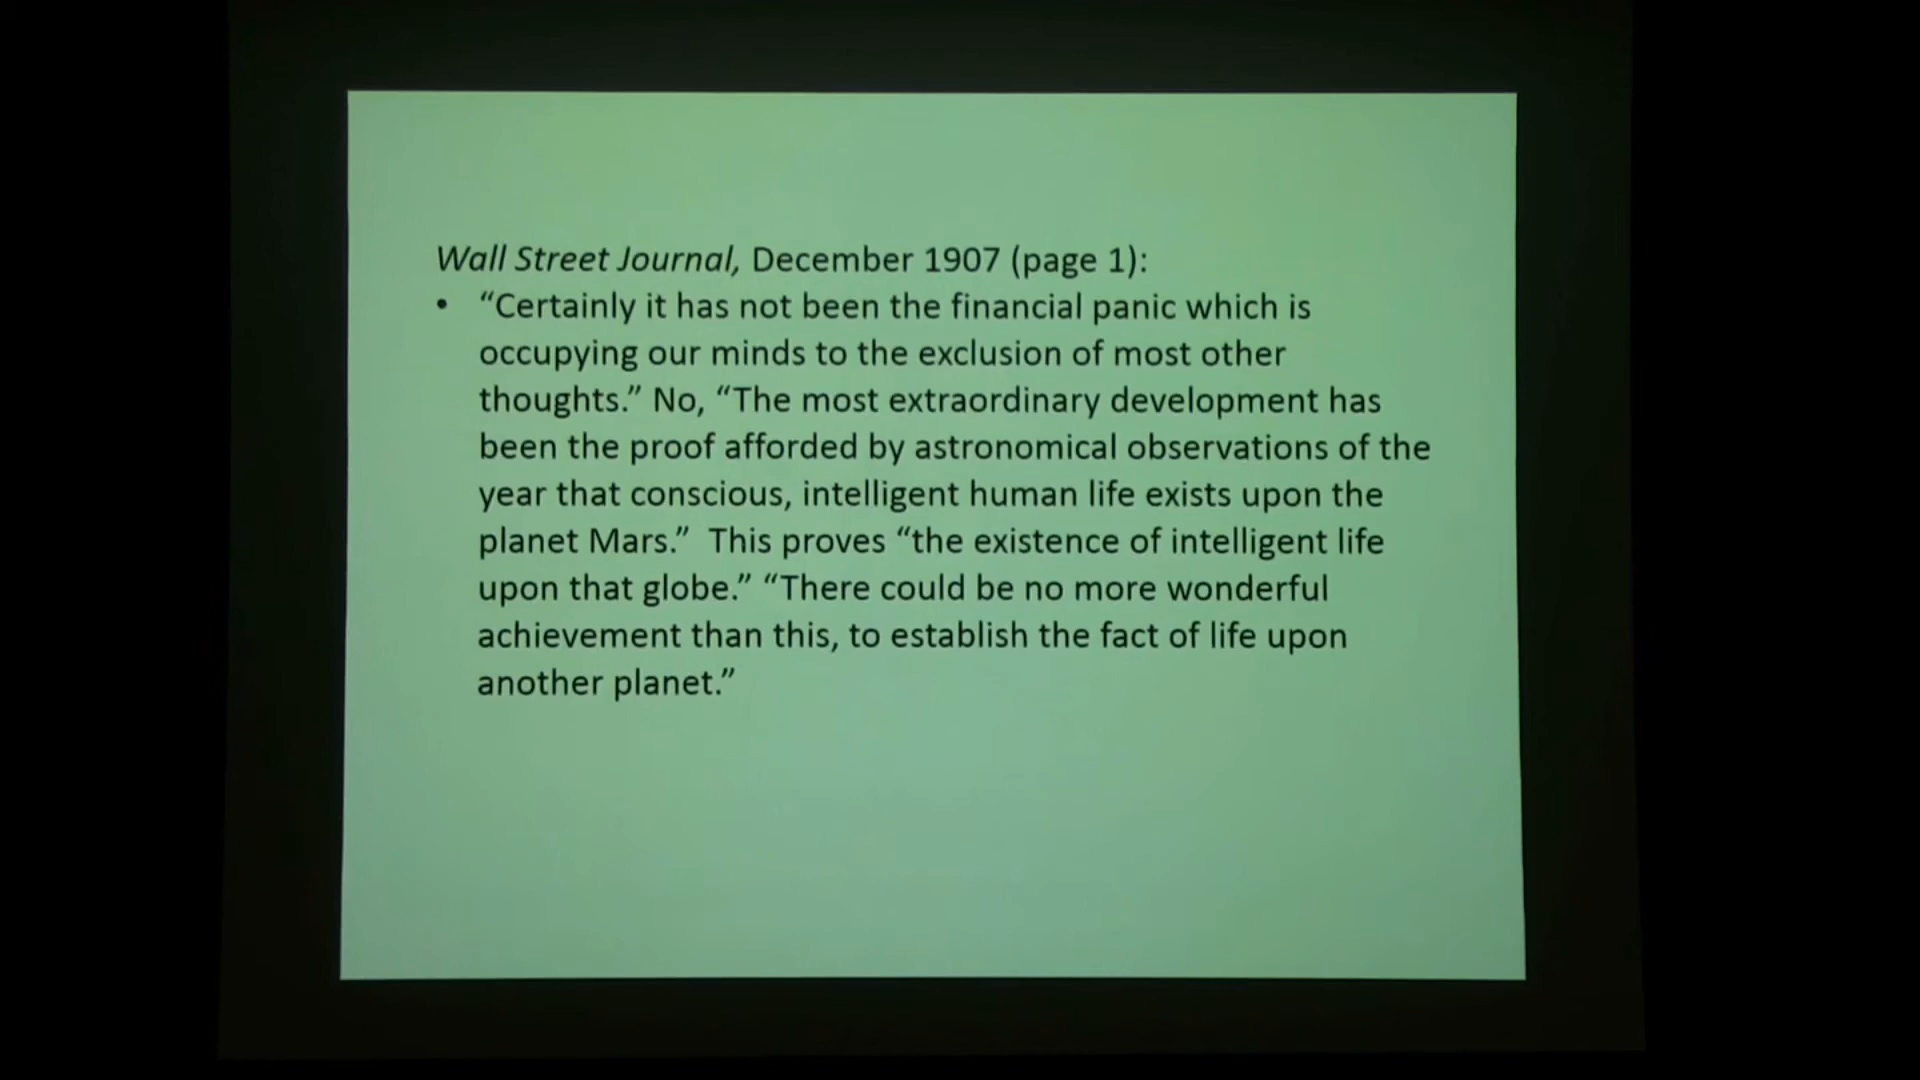 Wall Street Journal, December 1907 (page 1):
• “Certainly it has not been the financial panic which is
occupying our minds to the exclusion of most other
thoughts.” No, “The most extraordinary development has
been the proof afforded by astronomical observations of the
year that conscious, intelligent human life exists upon the
planet Mars.”  This proves “the existence of intelligent life
upon that globe.” “There could be no more wonderful
achievement than this, to establish the fact of life upon
another planet.”